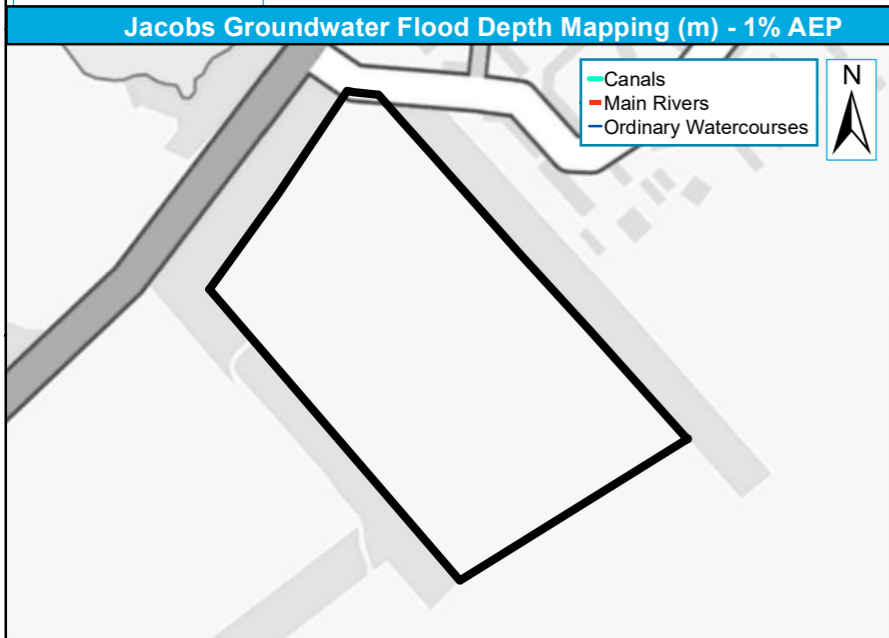 Jacobs Groundwater Flood Depth Mapping (m) - 1% AEP
Canals
Main Rivers
Ordinary Watercourses
N